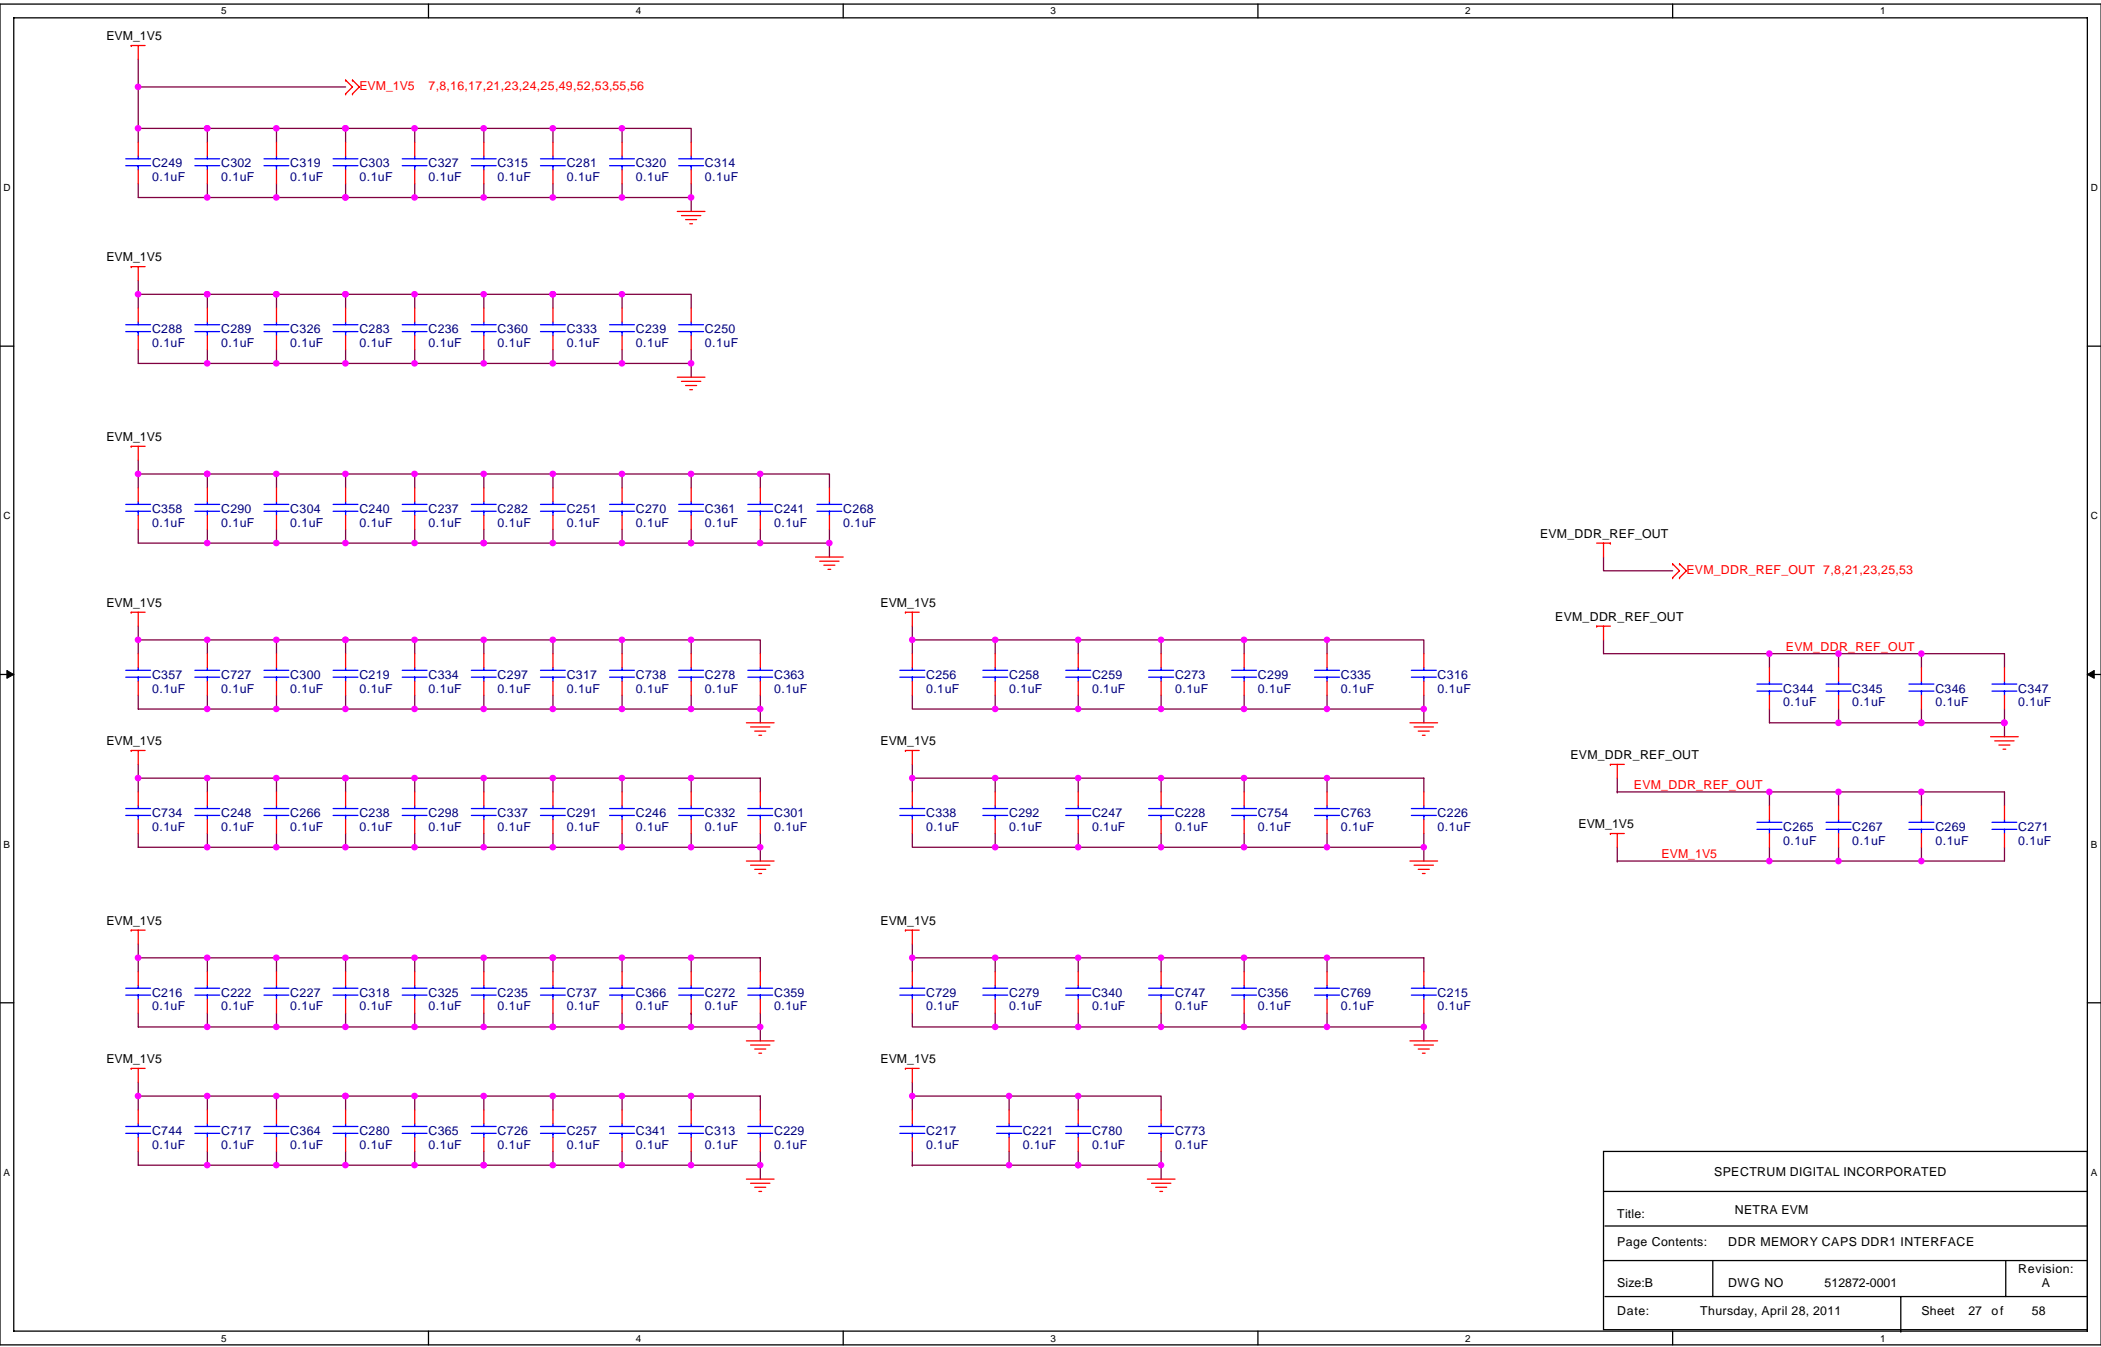 5 4 3 2 1
EVM_1V5
EVM_1V5 7,8,16,17,21,23,24,25,49,52,53,55,56
C249 C302 C319 C303 C327 C315 C281 C320 C314
0.1uF 0.1uF 0.1uF 0.1uF 0.1uF 0.1uF 0.1uF 0.1uF 0.1uF
D D
EVM_1V5
C288 C289 C326 C283 C236 C360 C333 C239 C250
0.1uF 0.1uF 0.1uF 0.1uF 0.1uF 0.1uF 0.1uF 0.1uF 0.1uF
EVM_1V5
C358 C290 C304 C240 C237 C282 C251 C270 C361 C241 C268
0.1uF 0.1uF 0.1uF 0.1uF 0.1uF 0.1uF 0.1uF 0.1uF 0.1uF 0.1uF 0.1uF
C C
EVM_DDR_REF_OUT
EVM_DDR_REF_OUT 7,8,21,23,25,53
EVM_1V5 EVM_1V5
EVM_DDR_REF_OUT
EVM_DDR_REF_OUT
C357 C727 C300 C219 C334 C297 C317 C738 C278 C363 C256 C258 C259 C273 C299 C335 C316
0.1uF 0.1uF 0.1uF 0.1uF 0.1uF 0.1uF 0.1uF 0.1uF 0.1uF 0.1uF 0.1uF 0.1uF 0.1uF 0.1uF 0.1uF 0.1uF 0.1uF
C344 C345 C346 C347
0.1uF 0.1uF 0.1uF 0.1uF
EVM_1V5 EVM_1V5
EVM_DDR_REF_OUT
EVM_DDR_REF_OUT
C734 C248 C266 C238 C298 C337 C291 C246 C332 C301 C338 C292 C247 C228 C754 C763 C226
0.1uF 0.1uF 0.1uF 0.1uF 0.1uF 0.1uF 0.1uF 0.1uF 0.1uF 0.1uF 0.1uF 0.1uF 0.1uF 0.1uF 0.1uF 0.1uF 0.1uF
EVM_1V5
C265 C267 C269 C271
0.1uF 0.1uF 0.1uF 0.1uF
B B
EVM_1V5
EVM_1V5 EVM_1V5
C216 C222 C227 C318 C325 C235 C737 C366 C272 C359 C729 C279 C340 C747 C356 C769 C215
0.1uF 0.1uF 0.1uF 0.1uF 0.1uF 0.1uF 0.1uF 0.1uF 0.1uF 0.1uF 0.1uF 0.1uF 0.1uF 0.1uF 0.1uF 0.1uF 0.1uF
EVM_1V5 EVM_1V5
C744 C717 C364 C280 C365 C726 C257 C341 C313 C229 C217 C221 C780 C773
0.1uF 0.1uF 0.1uF 0.1uF 0.1uF 0.1uF 0.1uF 0.1uF 0.1uF 0.1uF 0.1uF 0.1uF 0.1uF 0.1uF
A A
SPECTRUM DIGITAL INCORPORATED
Title: NETRA EVM
Page Contents: DDR MEMORY CAPS DDR1 INTERFACE
Size:B DWG NO 512872-0001 Revision:
A
Date: Thursday, April 28, 2011 Sheet 27 of 58
5 4 3 2 1